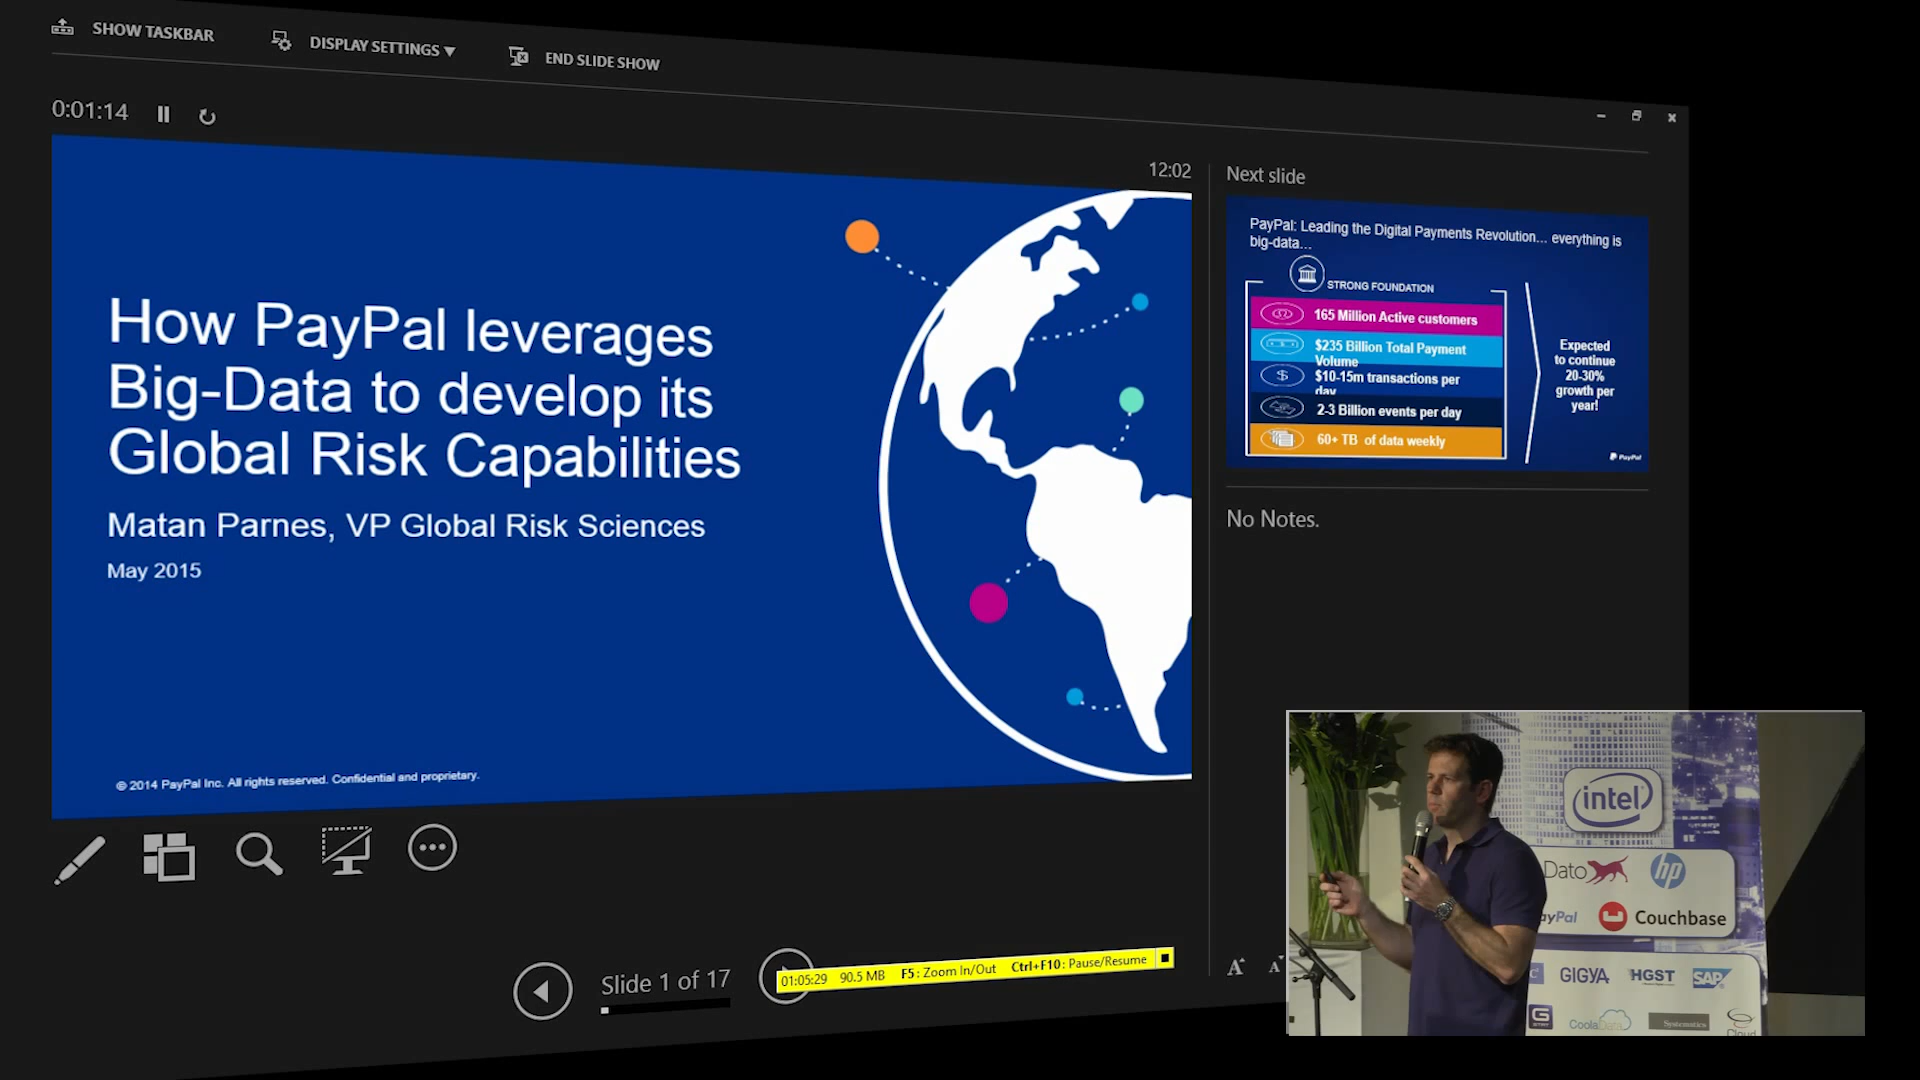 SHOW TASKBAR
DISPLAY SETTINGS
END SLIDE SHOW
0:01:14
12:02
How PayPal leverages
Big-Data to develop its
Global Risk Capabilities
Matan Parnes, VP Global Risk Sciences
May 2015
© 2014 PayPal Inc. All rights reserved. Confidential and proprietary.
Next slide
PayPal: Leading the Digital Payments Revolution... everything is
big-data...
STRONG FOUNDATION
165 Million Active customers
$235 Billion Total Payment
Volume
$10-15m transactions per
day
2-3 Billion events per day
60+ TB of data weekly
Expected
to continue
20-30%
growth per
year!
PayPal
No Notes.
Slide 1 of 17
01:05:29 90.5 MB F5: Zoom In/Out Ctrl+F10: Pause/Resume
A A
intel
Dato hp
ayPal Couchbase
GIGYA HGST SAP
CoolaData Systematics Cloud